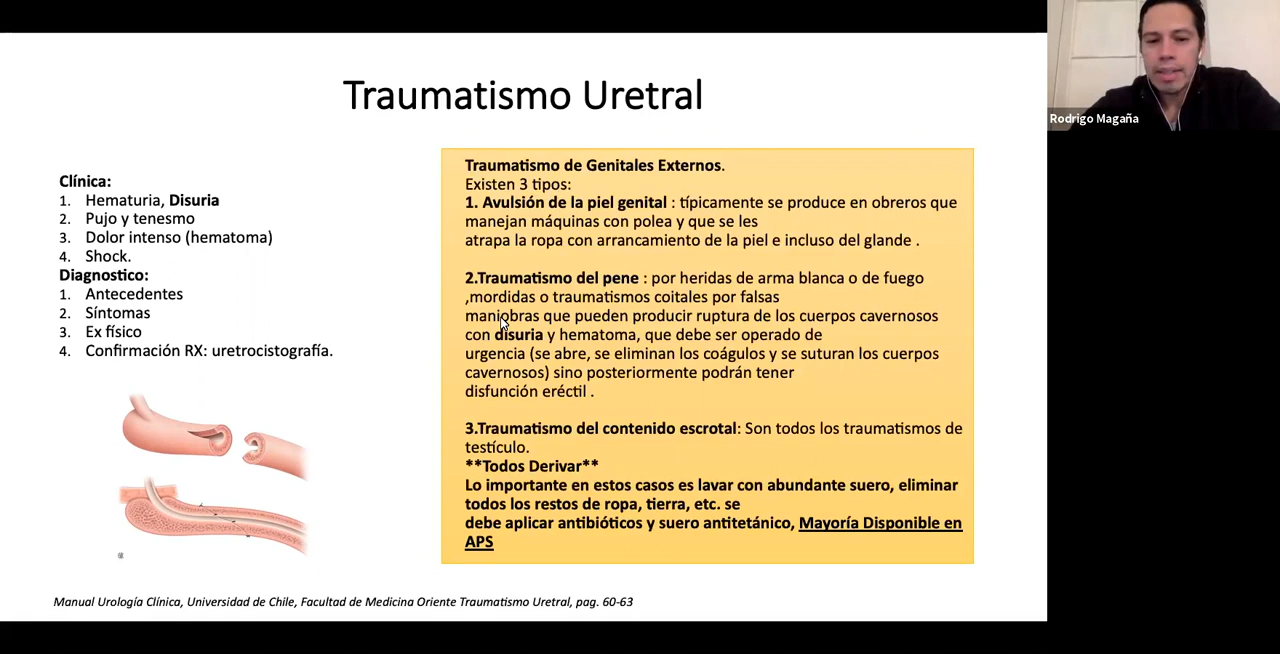 Traumatismo Uretral
Rodrigo Magaña
Clínica:
1. Hematuria, Disuria
2. Pujo y tenesmo
3. Dolor intenso (hematoma)
4. Shock.
Diagnostico:
1. Antecedentes
2. Síntomas
3. Ex físico
4. Confirmación RX: uretrocistografía.
Traumatismo de Genitales Externos.
Existen 3 tipos:
1. Avulsión de la piel genital : típicamente se produce en obreros que
manejan máquinas con polea y que se les
atrapa la ropa con arrancamiento de la piel e incluso del glande .
2.Traumatismo del pene : por heridas de arma blanca o de fuego
,mordidas o traumatismos coitales por falsas
maniobras que pueden producir ruptura de los cuerpos cavernosos
con disuria y hematoma, que debe ser operado de
urgencia (se abre, se eliminan los coágulos y se suturan los cuerpos
cavernosos) sino posteriormente podrán tener
disfunción eréctil .
3.Traumatismo del contenido escrotal: Son todos los traumatismos de
testículo.
**Todos Derivar**
Lo importante en estos casos es lavar con abundante suero, eliminar
todos los restos de ropa, tierra, etc. se
debe aplicar antibióticos y suero antitetánico, Mayoría Disponible en
APS
Manual Urología Clínica, Universidad de Chile, Facultad de Medicina Oriente Traumatismo Uretral, pag. 60-63